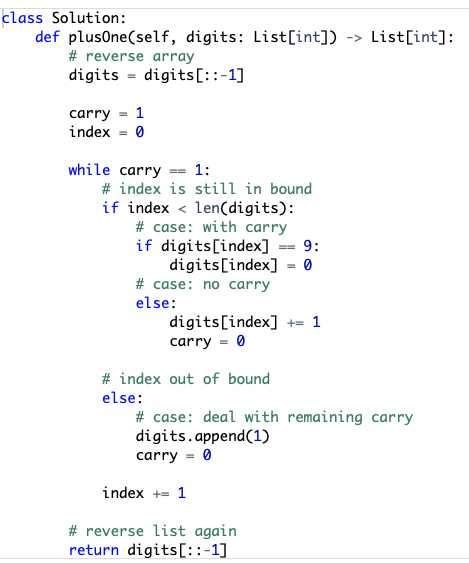 class Solution:
    def plusOne(self, digits: List[int]) -> List[int]:
        # reverse array
        digits = digits[::-1]

        carry = 1
        index = 0

        while carry == 1:
            # index is still in bound
            if index < len(digits):
                # case: with carry
                if digits[index] == 9:
                    digits[index] = 0
                # case: no carry
                else:
                    digits[index] += 1
                    carry = 0

            # index out of bound
            else:
                # case: deal with remaining carry
                digits.append(1)
                carry = 0

            index += 1

        # reverse list again
        return digits[::-1]